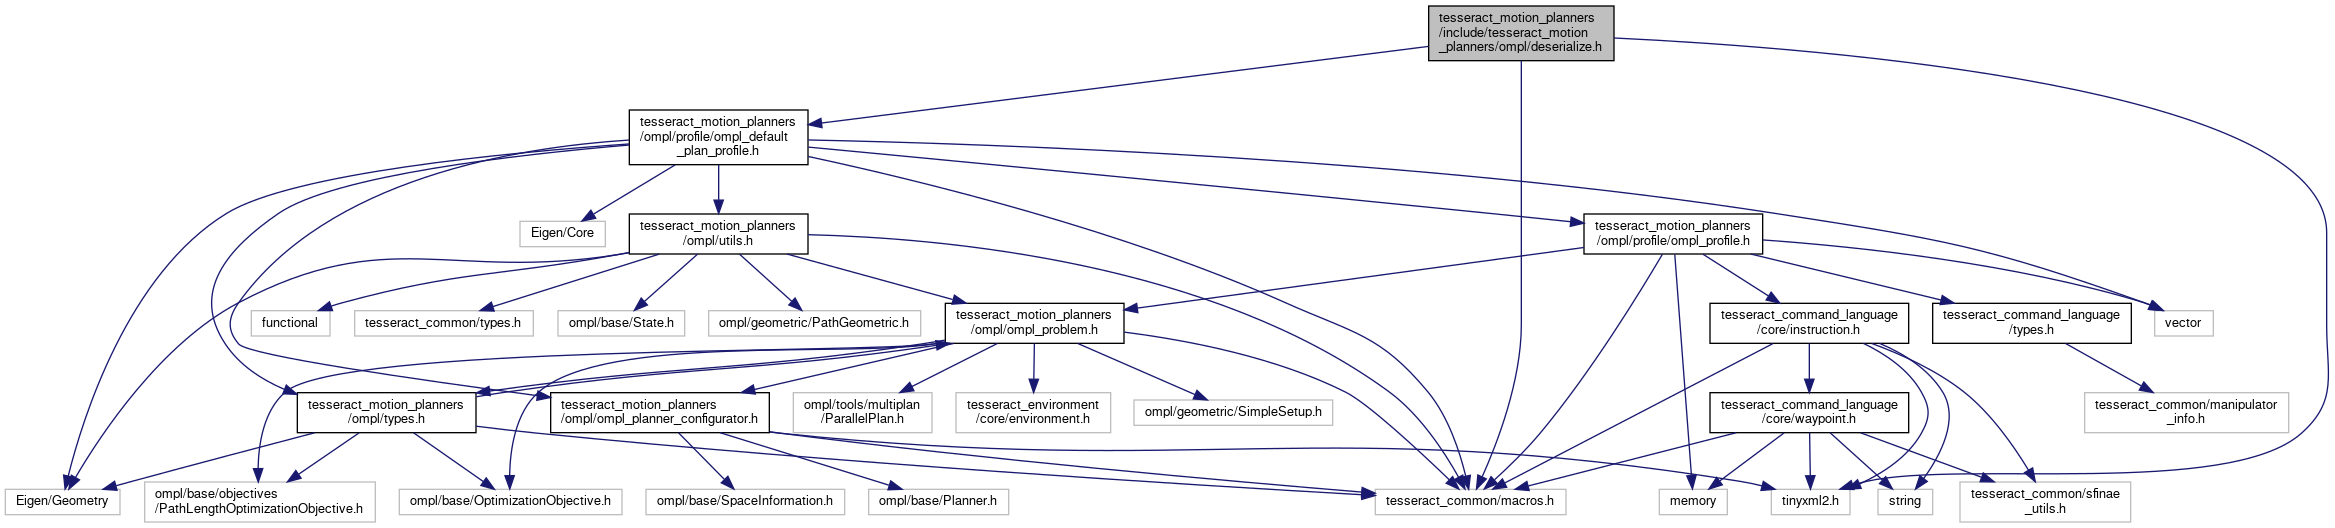 tesseract_motion_planners
/include/tesseract_motion
_planners/ompl/deserialize.h
tesseract_motion_planners
/ompl/profile/ompl_default
_plan_profile.h
Eigen/Core
tesseract_motion_planners
/ompl/utils.h
tesseract_motion_planners
/ompl/profile/ompl_profile.h
functional
tesseract_common/types.h
ompl/base/State.h
ompl/geometric/PathGeometric.h
tesseract_motion_planners
/ompl/ompl_problem.h
tesseract_command_language
/core/instruction.h
tesseract_command_language
/types.h
vector
tesseract_motion_planners
/ompl/types.h
tesseract_motion_planners
/ompl/ompl_planner_configurator.h
ompl/tools/multiplan
/ParallelPlan.h
tesseract_environment
/core/environment.h
ompl/geometric/SimpleSetup.h
tesseract_command_language
/core/waypoint.h
tesseract_common/manipulator
_info.h
Eigen/Geometry
ompl/base/objectives
/PathLengthOptimizationObjective.h
ompl/base/OptimizationObjective.h
ompl/base/SpaceInformation.h
ompl/base/Planner.h
tesseract_common/macros.h
memory
tinyxml2.h
string
tesseract_common/sfinae
_utils.h